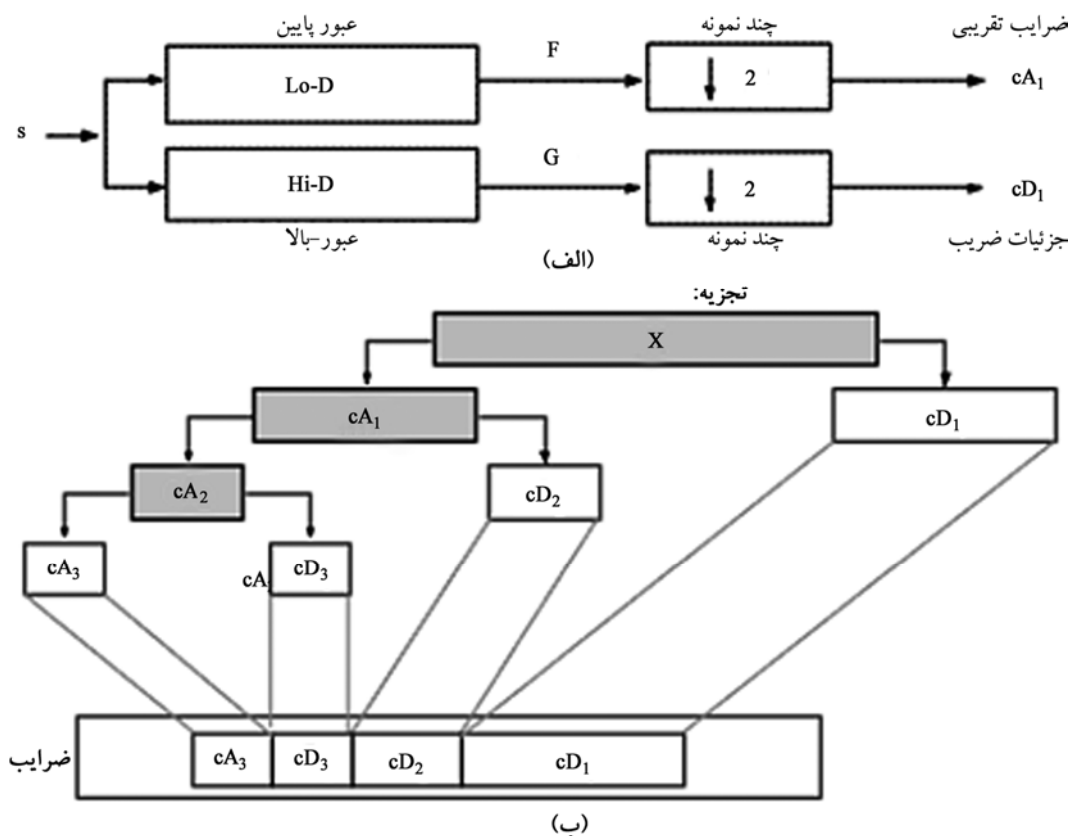 عبور پایین
چند نمونه
ضرایب تقریبی
Lo-D
F
2
cA₁
s
Hi-D
G
2
cD₁
عبور-بالا
چند نمونه
جزئیات ضریب
(الف)
تجزیه:
X
cA₁
cD₁
cA₂
cD₂
cA₃
cA
cD₃
ضرایب
cA₃
cD₃
cD₂
cD₁
(ب)